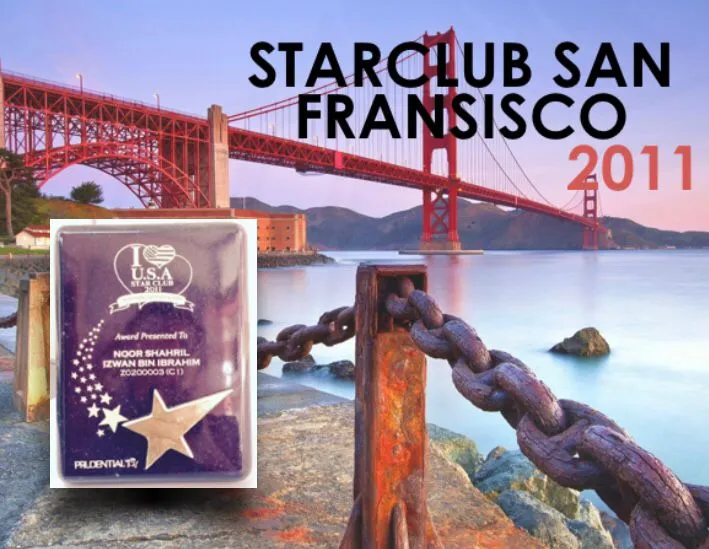 STARCLUB SAN
FRANSISCO
2011
I
U.S.A
STAR CLUB
2011
Award Presented To
NOOR SHAHRIL
IZWAN BIN IBRAHIM
Z0200003 (C1)
PRUDENTIAL